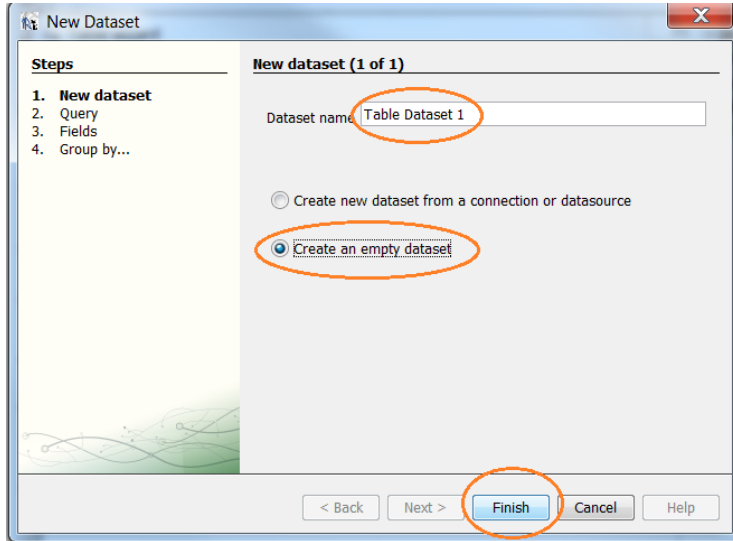 New Dataset
X
Steps
1. New dataset
2. Query
3. Fields
4. Group by...
New dataset (1 of 1)
Dataset name Table Dataset 1
Create new dataset from a connection or datasource
Create an empty dataset
< Back Next > Finish Cancel Help